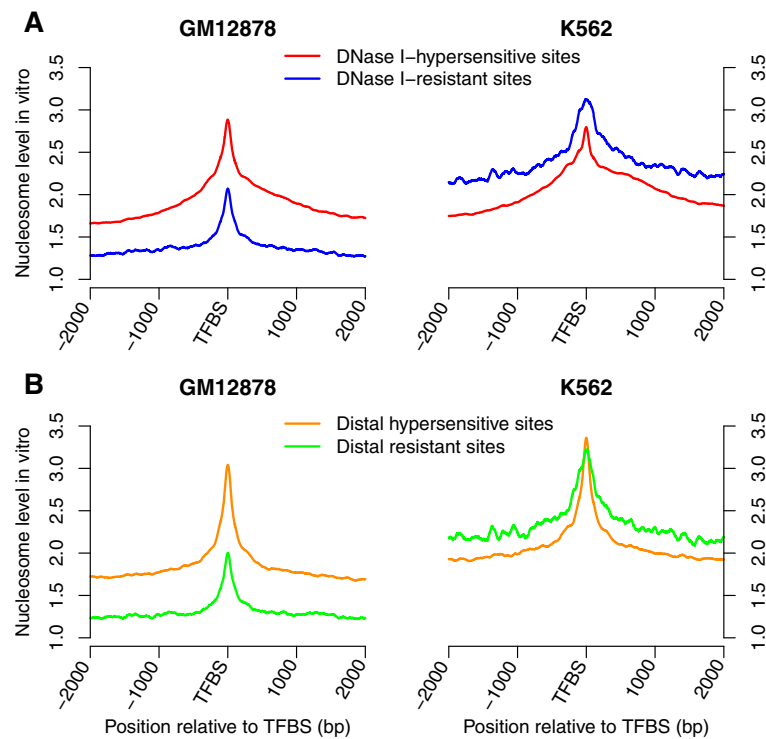 A
GM12878
K562
DNase I−hypersensitive sites
DNase I−resistant sites
Nucleosome level in vitro
1.0 1.5 2.0 2.5 3.0 3.5
1.0 1.5 2.0 2.5 3.0 3.5
−2000 −1000 TFBS 1000 2000
−2000 −1000 TFBS 1000 2000
B
GM12878
K562
Distal hypersensitive sites
Distal resistant sites
Nucleosome level in vitro
1.0 1.5 2.0 2.5 3.0 3.5
1.0 1.5 2.0 2.5 3.0 3.5
−2000 −1000 TFBS 1000 2000
−2000 −1000 TFBS 1000 2000
Position relative to TFBS (bp)
Position relative to TFBS (bp)